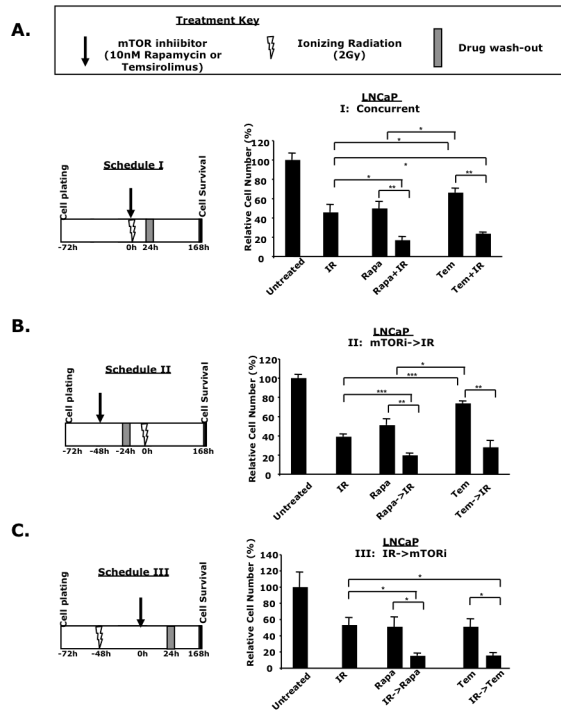 A.
Treatment Key
mTOR inhiibitor
(10nM Rapamycin or
Temsirolimus)
Ionizing Radiation
(2Gy)
Drug wash-out
Schedule I
Cell plating
Cell Survival
-72h
0h
24h
168h
LNCaP
I: Concurrent
Relative Cell Number (%)
120
100
80
60
40
20
0
*
*
*
*
**
**
Untreated
IR
Rapa
Rapa+IR
Tem
Tem+IR
B.
Schedule II
Cell plating
Cell Survival
-72h
-48h
-24h
0h
168h
LNCaP
II: mTORi->IR
Relative Cell Number (%)
120
100
80
60
40
20
0
*
***
***
**
**
Untreated
IR
Rapa
Rapa->IR
Tem
Tem->IR
C.
Schedule III
Cell plating
Cell Survival
-72h
-48h
0h
24h
168h
LNCaP
III: IR->mTORi
Relative Cell Number (%)
140
120
100
80
60
40
20
0
*
*
*
*
Untreated
IR
Rapa
IR->Rapa
Tem
IR->Tem